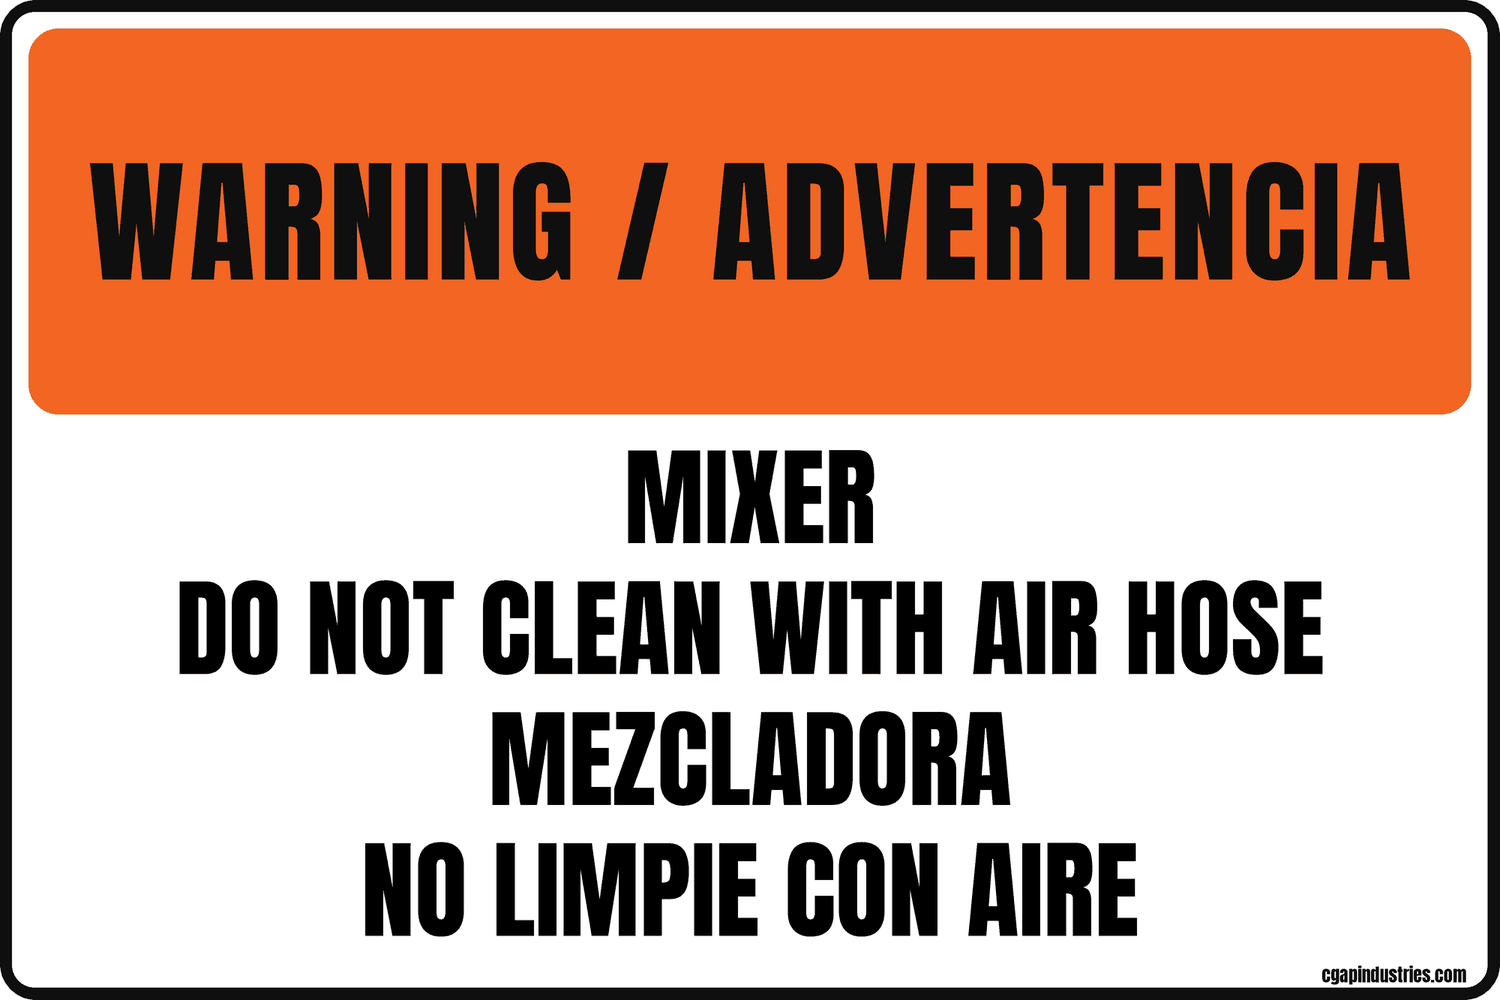 WARNING / ADVERTENCIA
MIXER
DO NOT CLEAN WITH AIR HOSE
MEZCLADORA
NO LIMPIE CON AIRE
cgapindustries.com